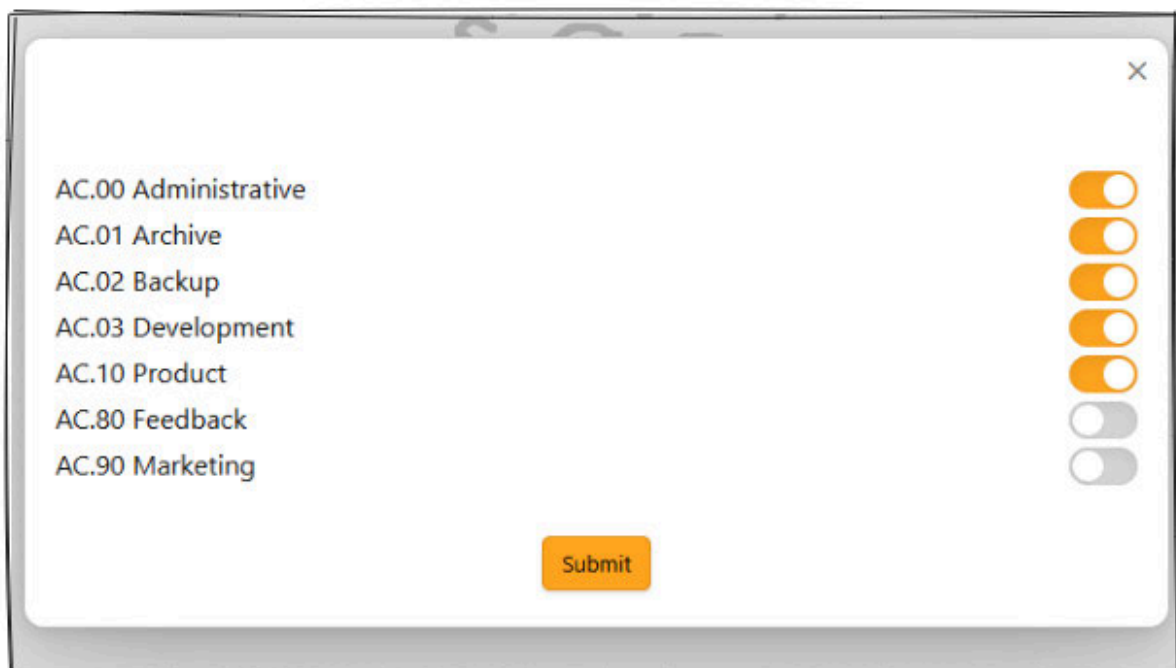 AC.00 Administrative
AC.01 Archive
AC.02 Backup
AC.03 Development
AC.10 Product
AC.80 Feedback
AC.90 Marketing
Submit